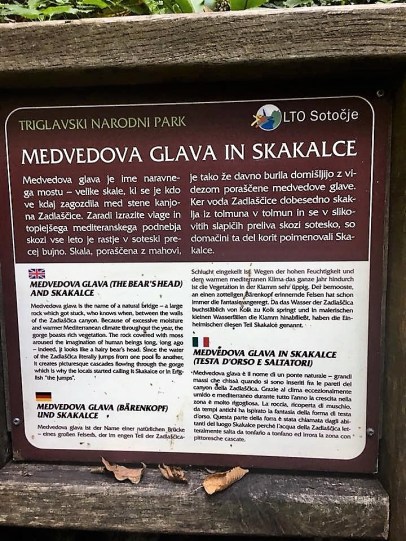 TRIGLAVSKI NARODNI PARK
LTO Sotočje
MEDVEDOVA GLAVA IN SKAKALCE
Medvedova glava je ime naravne-
ga mostu – velike skale, ki se je kdo
ve kdaj zagozdila med stene kanjo-
na Zadlaščice. Zaradi izrazite vlage in
toplejšega mediteranskega podnebja
skozi vse leto je rastje v soteski pre-
cej bujno. Skala, poraščena z mahovi,
je tako že davno burila domišljijo z vi-
dezom poraščene medvedove glave.
Ker voda Zadlaščice dobesedno skak-
lja iz tolmuna v tolmun in se v sliko-
vitih slapičih preliva skozi sotesko, so
domačini ta del korit poimenovali Ska-
kalce.
MEDVEDOVA GLAVA (THE BEAR'S HEAD)
AND SKAKALCE
Medvedova glava is the name of a natural bridge – a large
rock which got stuck, who knows when, between the walls
of the Zadlaščica canyon. Because of excessive moisture
and warmer Mediterranean climate throughout the year, the
gorge boasts rich vegetation. The rock covered with moss
aroused the imagination of human beings long, long ago
– indeed, it looks like a hairy bear's head. Since the water
of the Zadlaščica literally jumps from one pool to another,
it creates picturesque cascades flowing through the gorge
which is why the locals started calling it Skakalce or in Eng-
lish "the jumps".
MEDVEDOVA GLAVA (BÄRENKOPF)
UND SKAKALCE
Medvedova glava ist der Name einer natürlichen Brücke
– eines großen Felsens, der im engen Teil der Zadlaščica-
Schlucht eingekeilt ist. Wegen der hohen Feuchtigkeit und
dem warmen mediteranen Klima das ganze Jahr hindurch
ist die Vegetation in der Klamm sehr üppig. Der bemooste,
an einen zotteligen Bärenkopf erinnernde Felsen hat schon
immer die Fantasie angeregt. Da das Wasser der Zadlaščica
buchstäblich von Kolk zu Kolk springt und in malerischen
kleinen Wasserfällen die Klamm hinabfließt, haben die Ein-
heimischen diesen Teil Skakalce genannt.
MEDVEDOVA GLAVA IN SKAKALCE
(TESTA D'ORSO E SALTATORI)
Medvedova glava è il nome di un ponte naturale – grandi
massi che chissà quando si sono inseriti fra le pareti del
canyon della Zadlaščica. Grazie al clima eccezionalmente
umido e mediterraneo durante tutto l'anno la crescita nella
zona è molto rigogliosa. La roccia, ricoperta di muschio,
da tempi antichi ha ispirato la fantasia della forma di testa
d'orso. Questa parte della forra è stata chiamata dagli abi-
tanti del luogo Skakalce perchè l'acqua della Zadlaščica let-
teralmente salta da tonfano a tonfano ed irrora la zona con
pittoresche cascate.